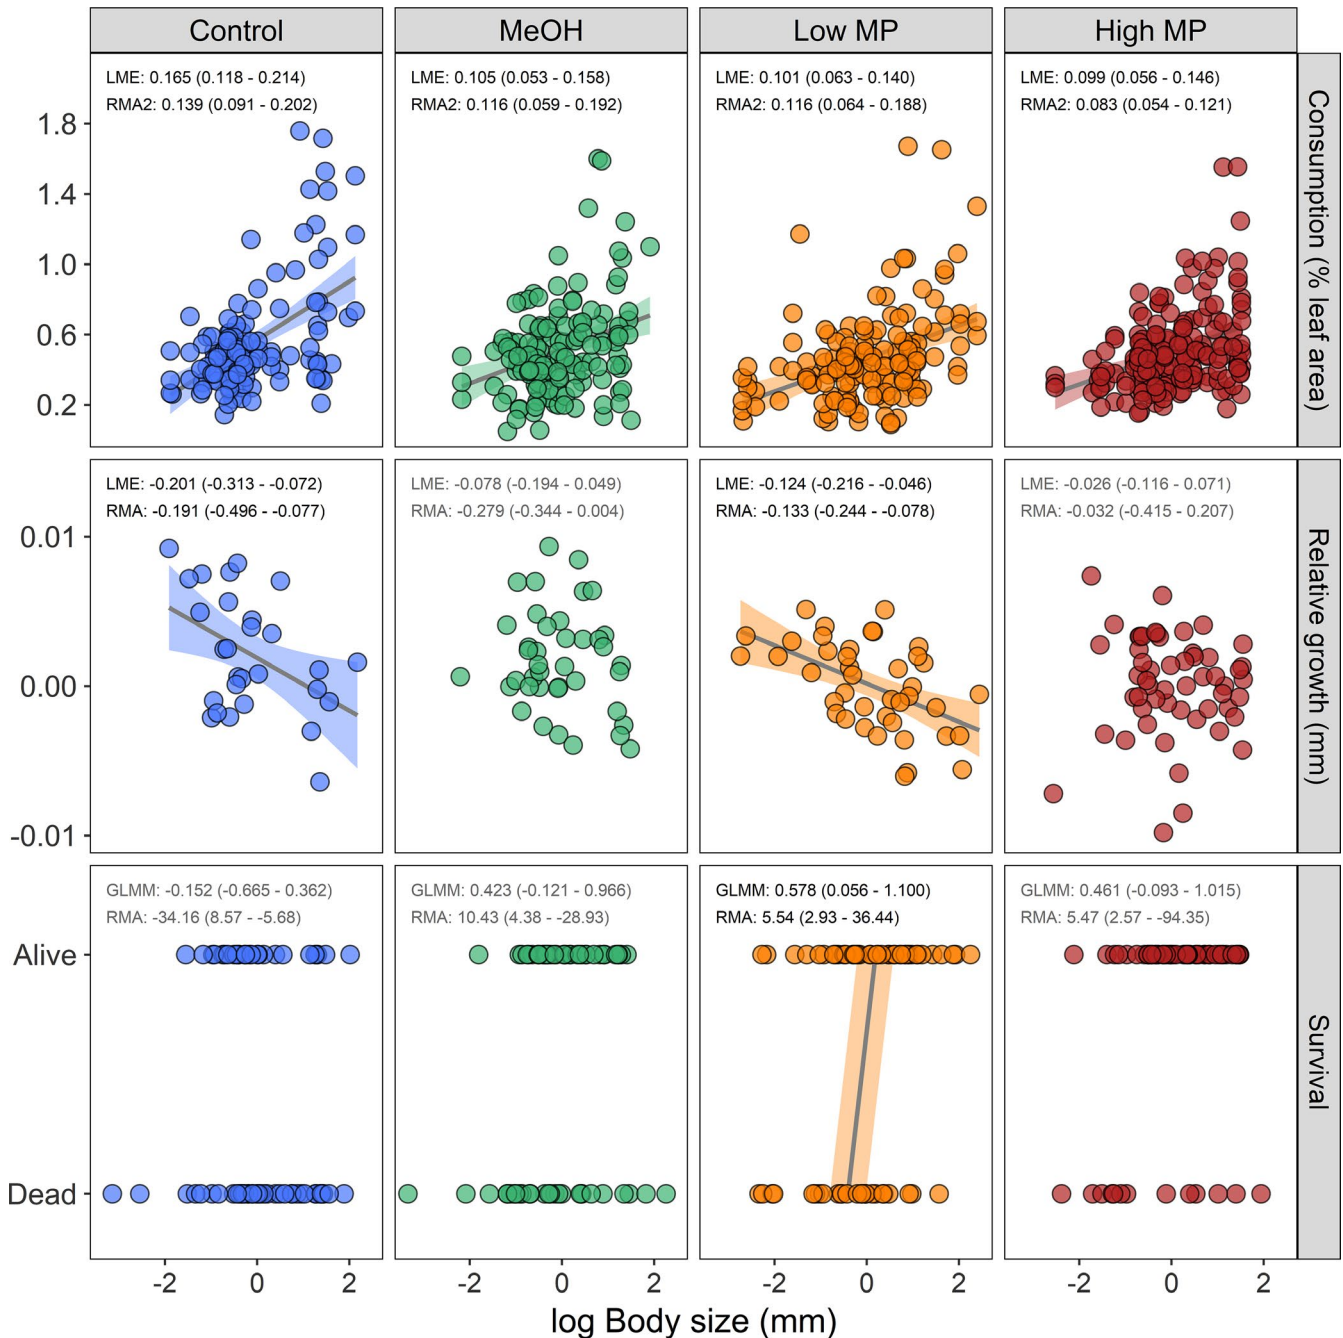 Control MeOH Low MP High MP
LME: 0.165 (0.118 - 0.214) LME: 0.105 (0.053 - 0.158) LME: 0.101 (0.063 - 0.140) LME: 0.099 (0.056 - 0.146)
RMA2: 0.139 (0.091 - 0.202) RMA2: 0.116 (0.059 - 0.192) RMA2: 0.116 (0.064 - 0.188) RMA2: 0.083 (0.054 - 0.121)
1.8
1.4
1.0
0.6
0.2
Consumption (% leaf area)
LME: -0.201 (-0.313 - -0.072) LME: -0.078 (-0.194 - 0.049) LME: -0.124 (-0.216 - -0.046) LME: -0.026 (-0.116 - 0.071)
RMA: -0.191 (-0.496 - -0.077) RMA: -0.279 (-0.344 - 0.004) RMA: -0.133 (-0.244 - -0.078) RMA: -0.032 (-0.415 - 0.207)
0.01
0.00
-0.01
Relative growth (mm)
GLMM: -0.152 (-0.665 - 0.362) GLMM: 0.423 (-0.121 - 0.966) GLMM: 0.578 (0.056 - 1.100) GLMM: 0.461 (-0.093 - 1.015)
RMA: -34.16 (8.57 - -5.68) RMA: 10.43 (4.38 - -28.93) RMA: 5.54 (2.93 - 36.44) RMA: 5.47 (2.57 - -94.35)
Alive
Dead
Survival
-2 0 2 -2 0 2 -2 0 2 -2 0 2
log Body size (mm)